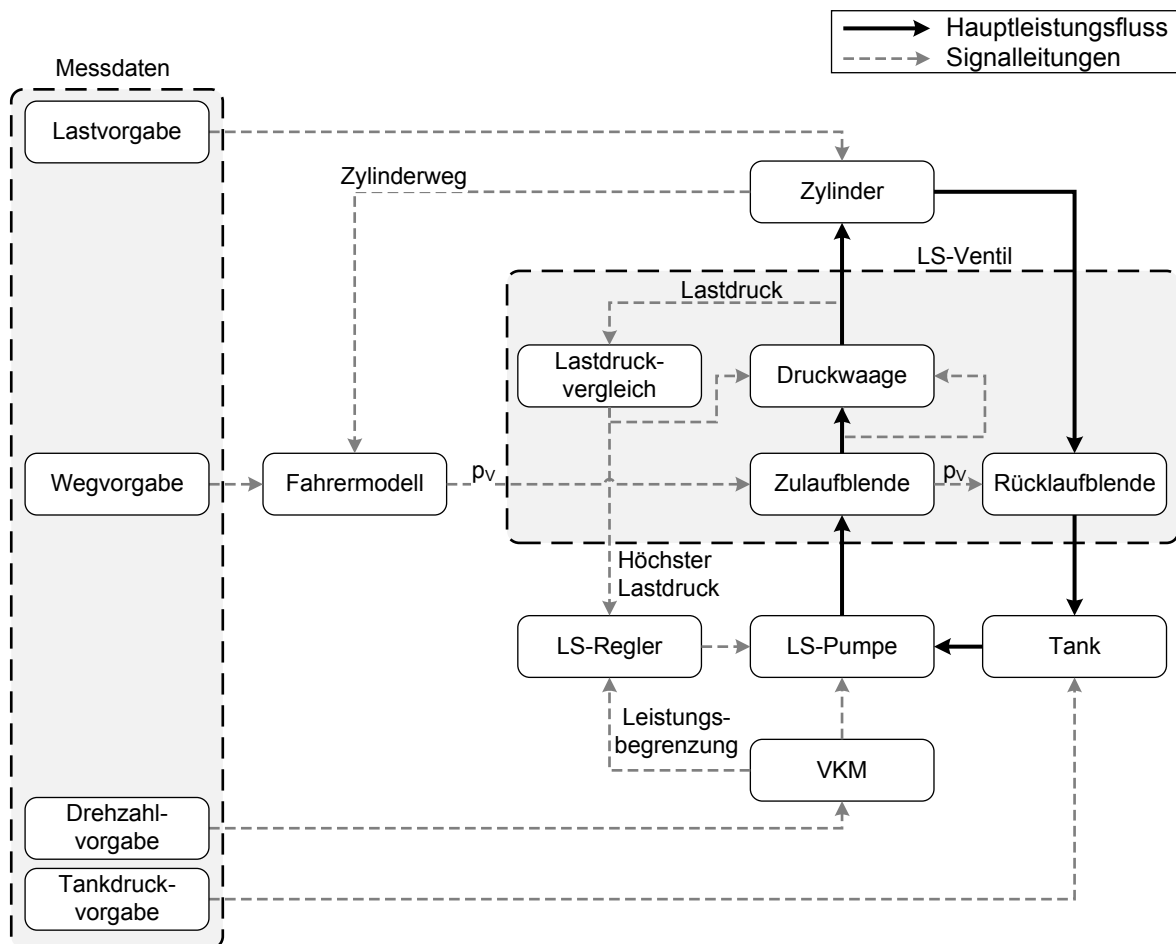 Hauptleistungsfluss
Signalleitungen
Messdaten
Lastvorgabe
Zylinderweg
Zylinder
LS-Ventil
Lastdruck
Lastdruck-
vergleich
Druckwaage
Wegvorgabe
Fahrermodell
pV
Zulaufblende
pV
Rücklaufblende
Höchster
Lastdruck
LS-Regler
LS-Pumpe
Tank
Leistungs-
begrenzung
VKM
Drehzahl-
vorgabe
Tankdruck-
vorgabe